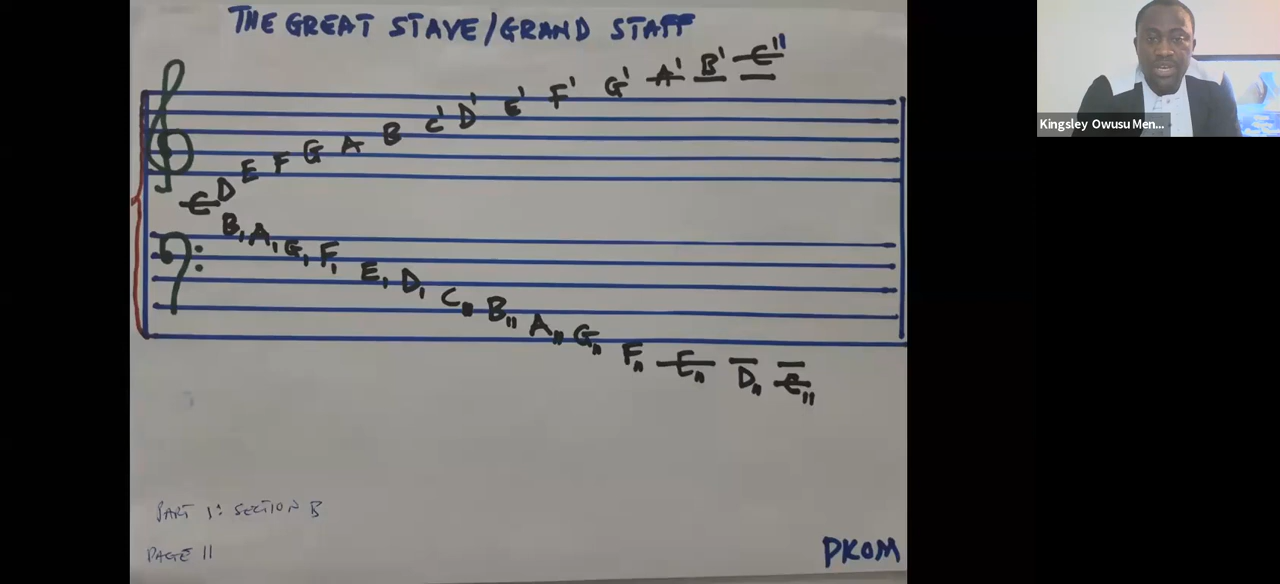 THE GREAT STAVE/GRAND STAFF
C D E F G A B C' D' E' F' G' A' B' C''
Kingsley Owusu Men...
B, A, G, F, E, D, C,, B,, A,, G,, F,, E,, D,, C,,
PART 1: SECTION B
PAGE 11
PKOM